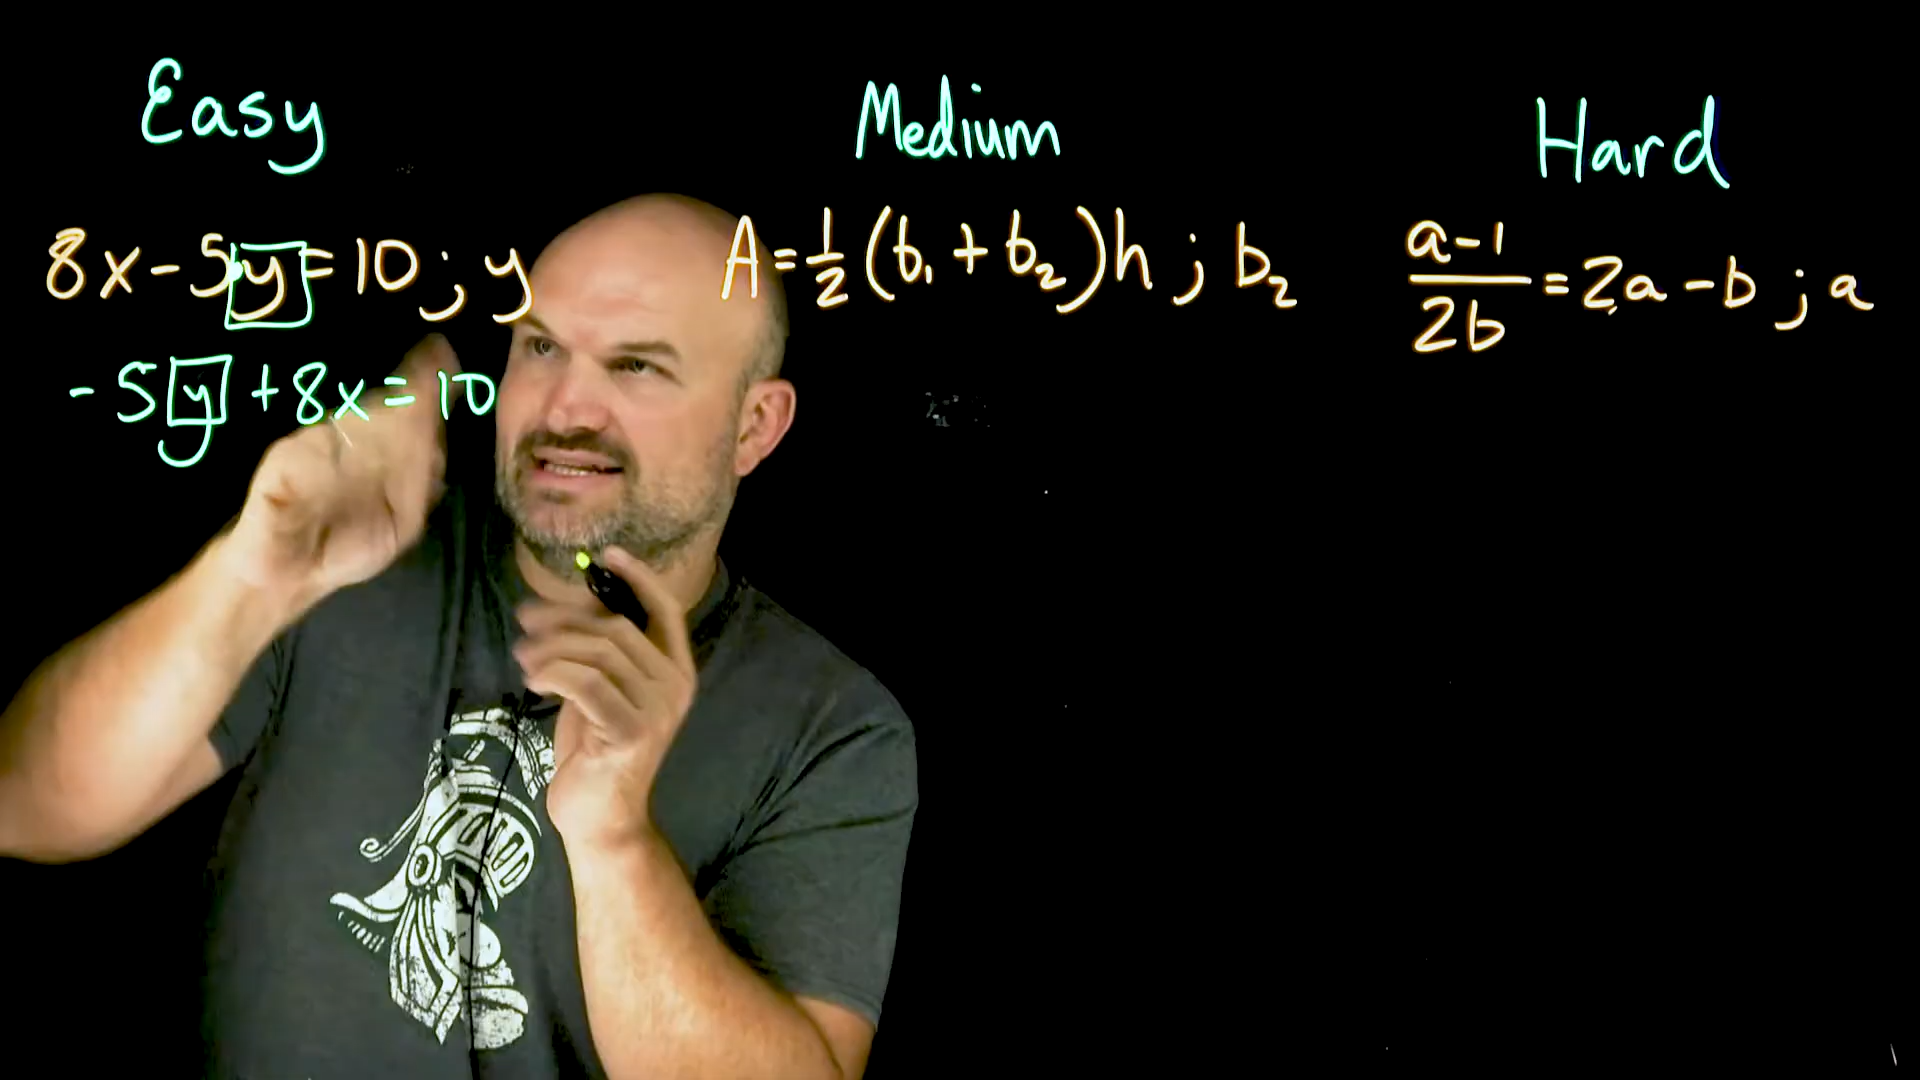 Easy
Medium
Hard
8x - 5y = 10 ; y
A = 1/2 (b₁ + b₂)h ; b₂
(a - 1)/(2b) = 2a - b ; a
-5y + 8x = 10